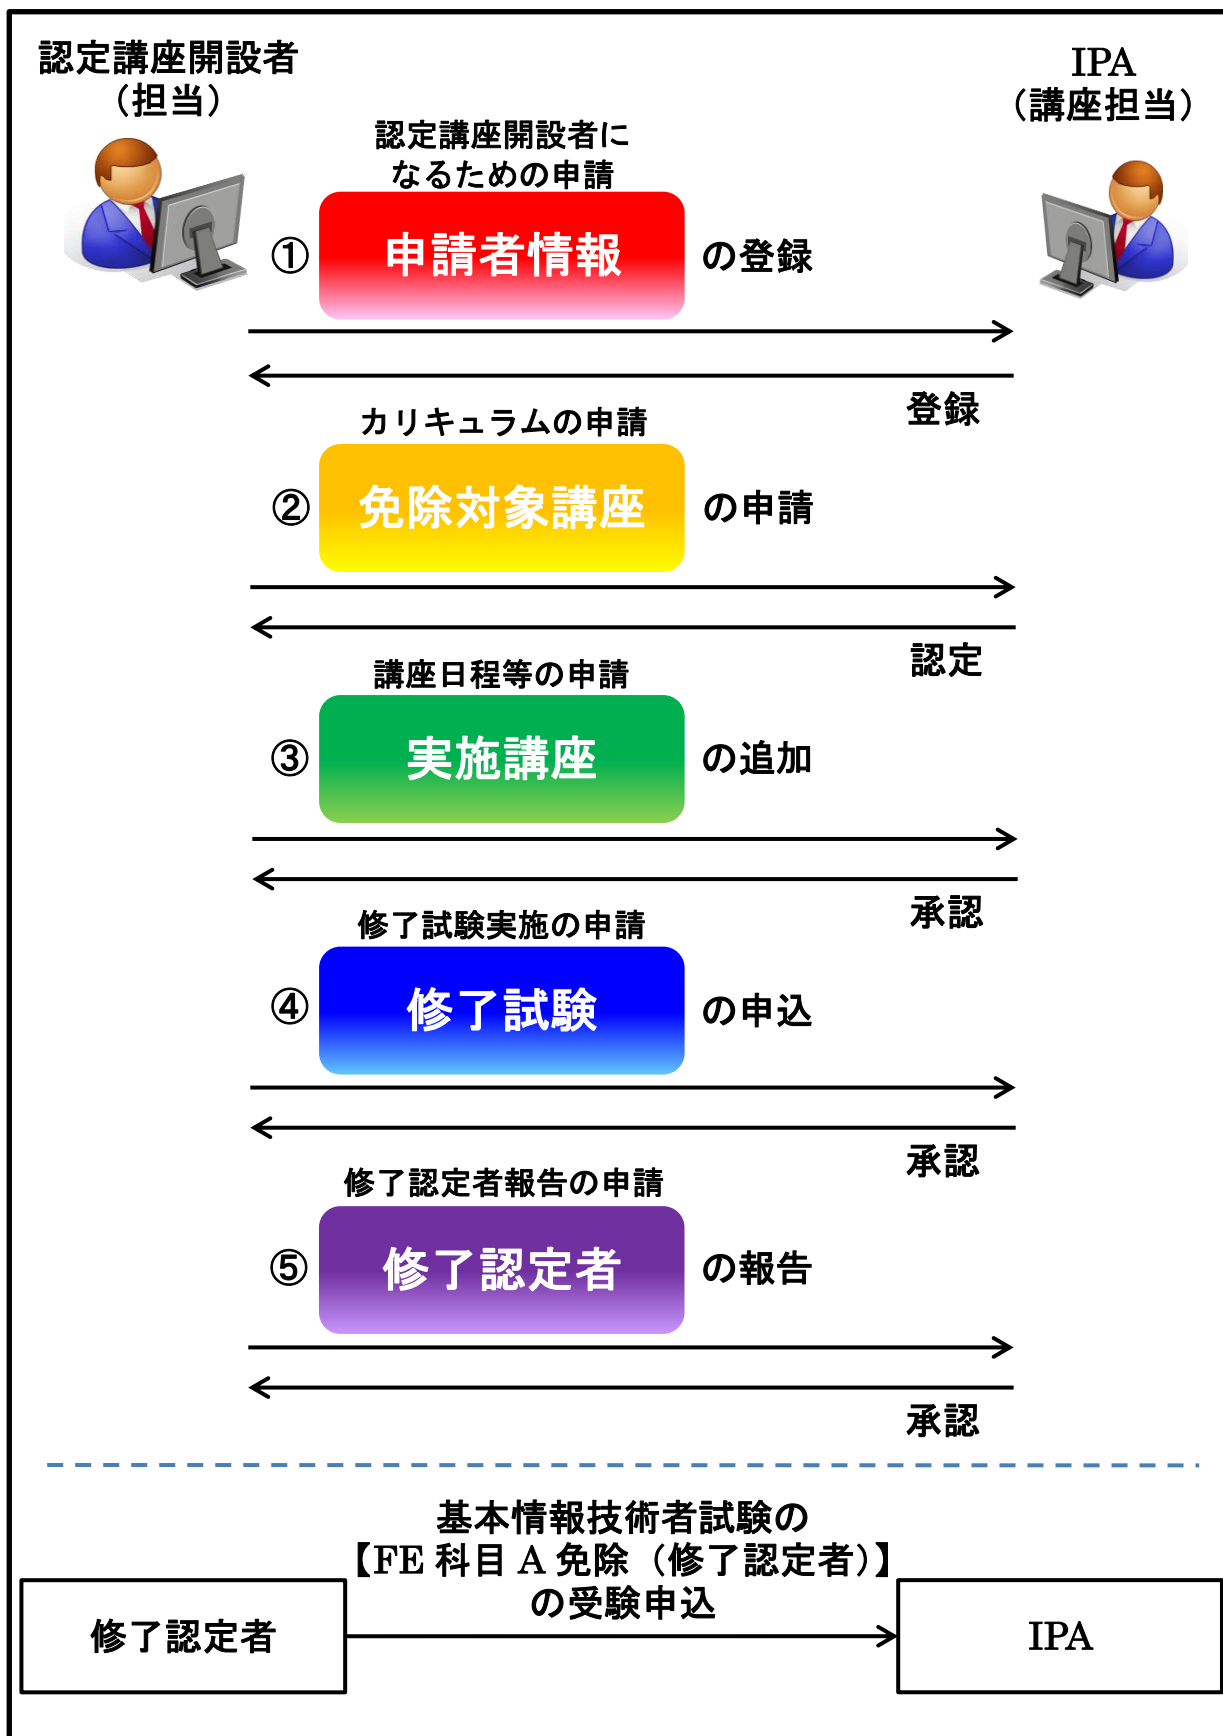 認定講座開設者
（担当）
IPA
（講座担当）
認定講座開設者に
なるための申請
① 申請者情報 の登録
登録
カリキュラムの申請
② 免除対象講座 の申請
認定
講座日程等の申請
③ 実施講座 の追加
承認
修了試験実施の申請
④ 修了試験 の申込
承認
修了認定者報告の申請
⑤ 修了認定者 の報告
承認
基本情報技術者試験の
【FE 科目 A 免除（修了認定者）】
の受験申込
修了認定者
IPA